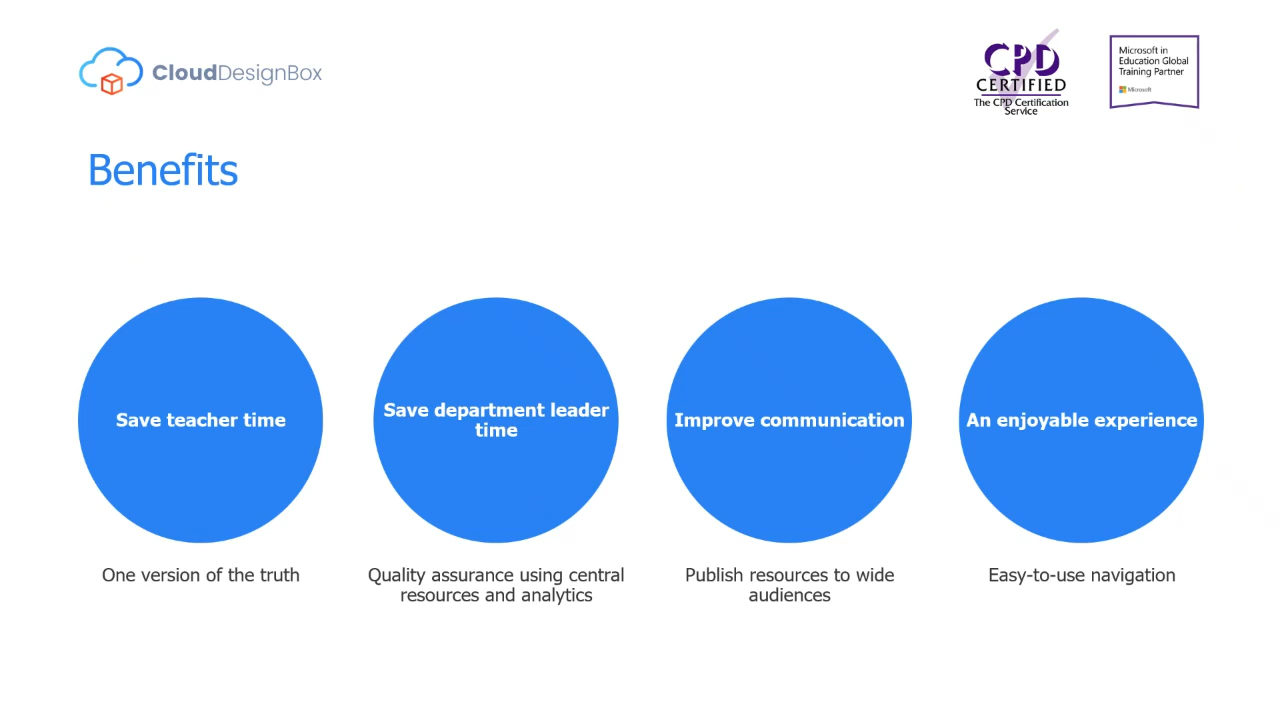 CloudDesignBox
CPD
CERTIFIED
The CPD Certification
Service
Microsoft in
Education Global
Training Partner
Microsoft
Benefits
Save teacher time
Save department leader
time
Improve communication
An enjoyable experience
One version of the truth
Quality assurance using central
resources and analytics
Publish resources to wide
audiences
Easy-to-use navigation